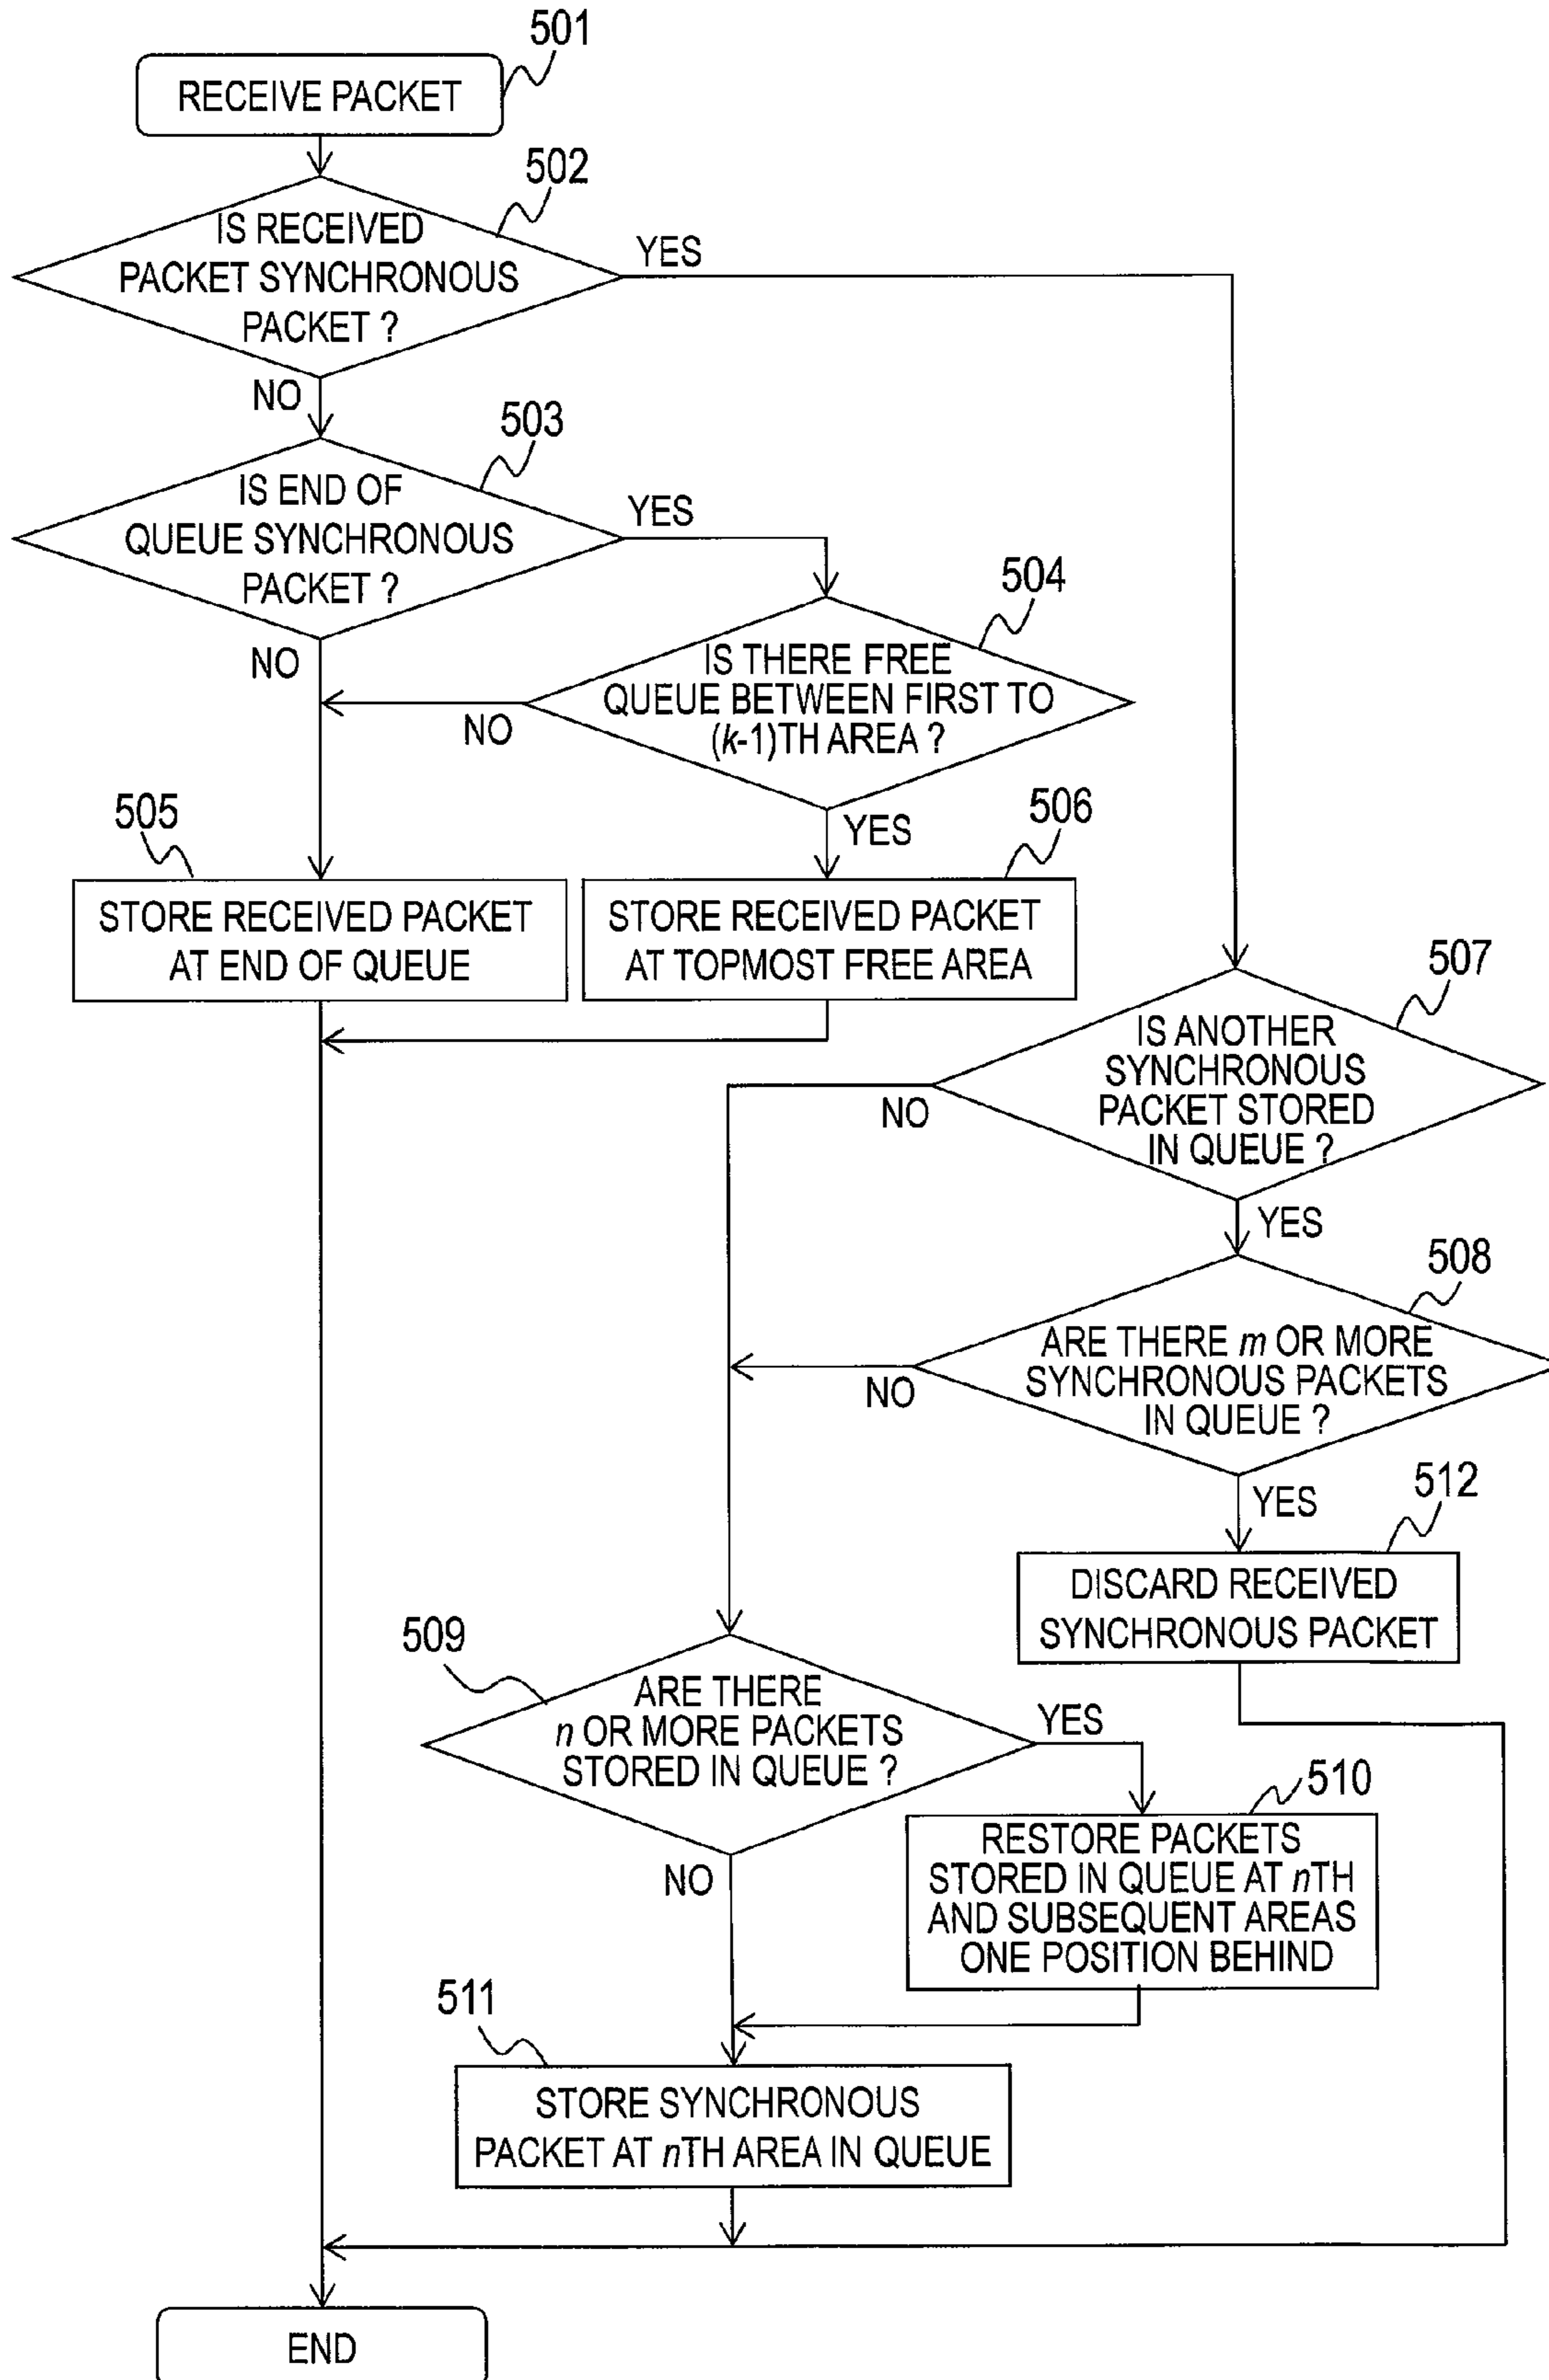 501
RECEIVE PACKET
502
IS RECEIVED
PACKET SYNCHRONOUS
PACKET ?
YES
NO
503
IS END OF
QUEUE SYNCHRONOUS
PACKET ?
YES
NO
504
IS THERE FREE
QUEUE BETWEEN FIRST TO
(k-1)TH AREA ?
NO
YES
505
STORE RECEIVED PACKET
AT END OF QUEUE
506
STORE RECEIVED PACKET
AT TOPMOST FREE AREA
507
IS ANOTHER
SYNCHRONOUS
PACKET STORED
IN QUEUE ?
NO
YES
508
ARE THERE m OR MORE
SYNCHRONOUS PACKETS
IN QUEUE ?
NO
YES
512
DISCARD RECEIVED
SYNCHRONOUS PACKET
509
ARE THERE
n OR MORE PACKETS
STORED IN QUEUE ?
YES
NO
510
RESTORE PACKETS
STORED IN QUEUE AT nTH
AND SUBSEQUENT AREAS
ONE POSITION BEHIND
511
STORE SYNCHRONOUS
PACKET AT nTH AREA IN QUEUE
END